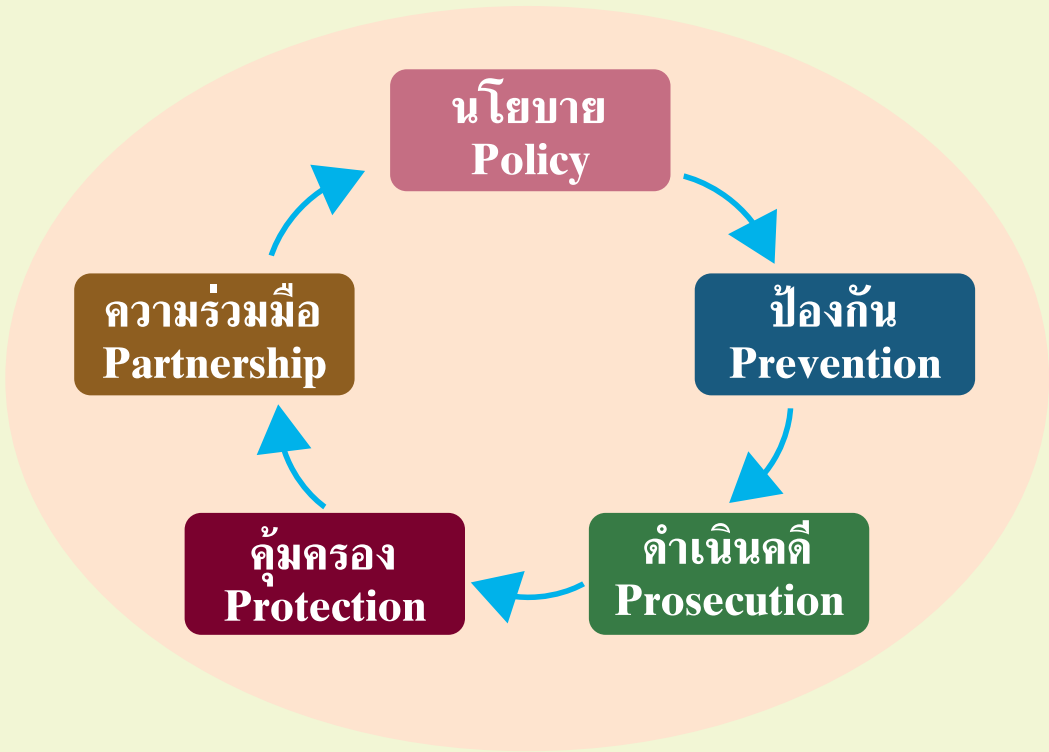 นโยบาย
Policy
ป้องกัน
Prevention
ดำเนินคดี
Prosecution
คุ้มครอง
Protection
ความร่วมมือ
Partnership